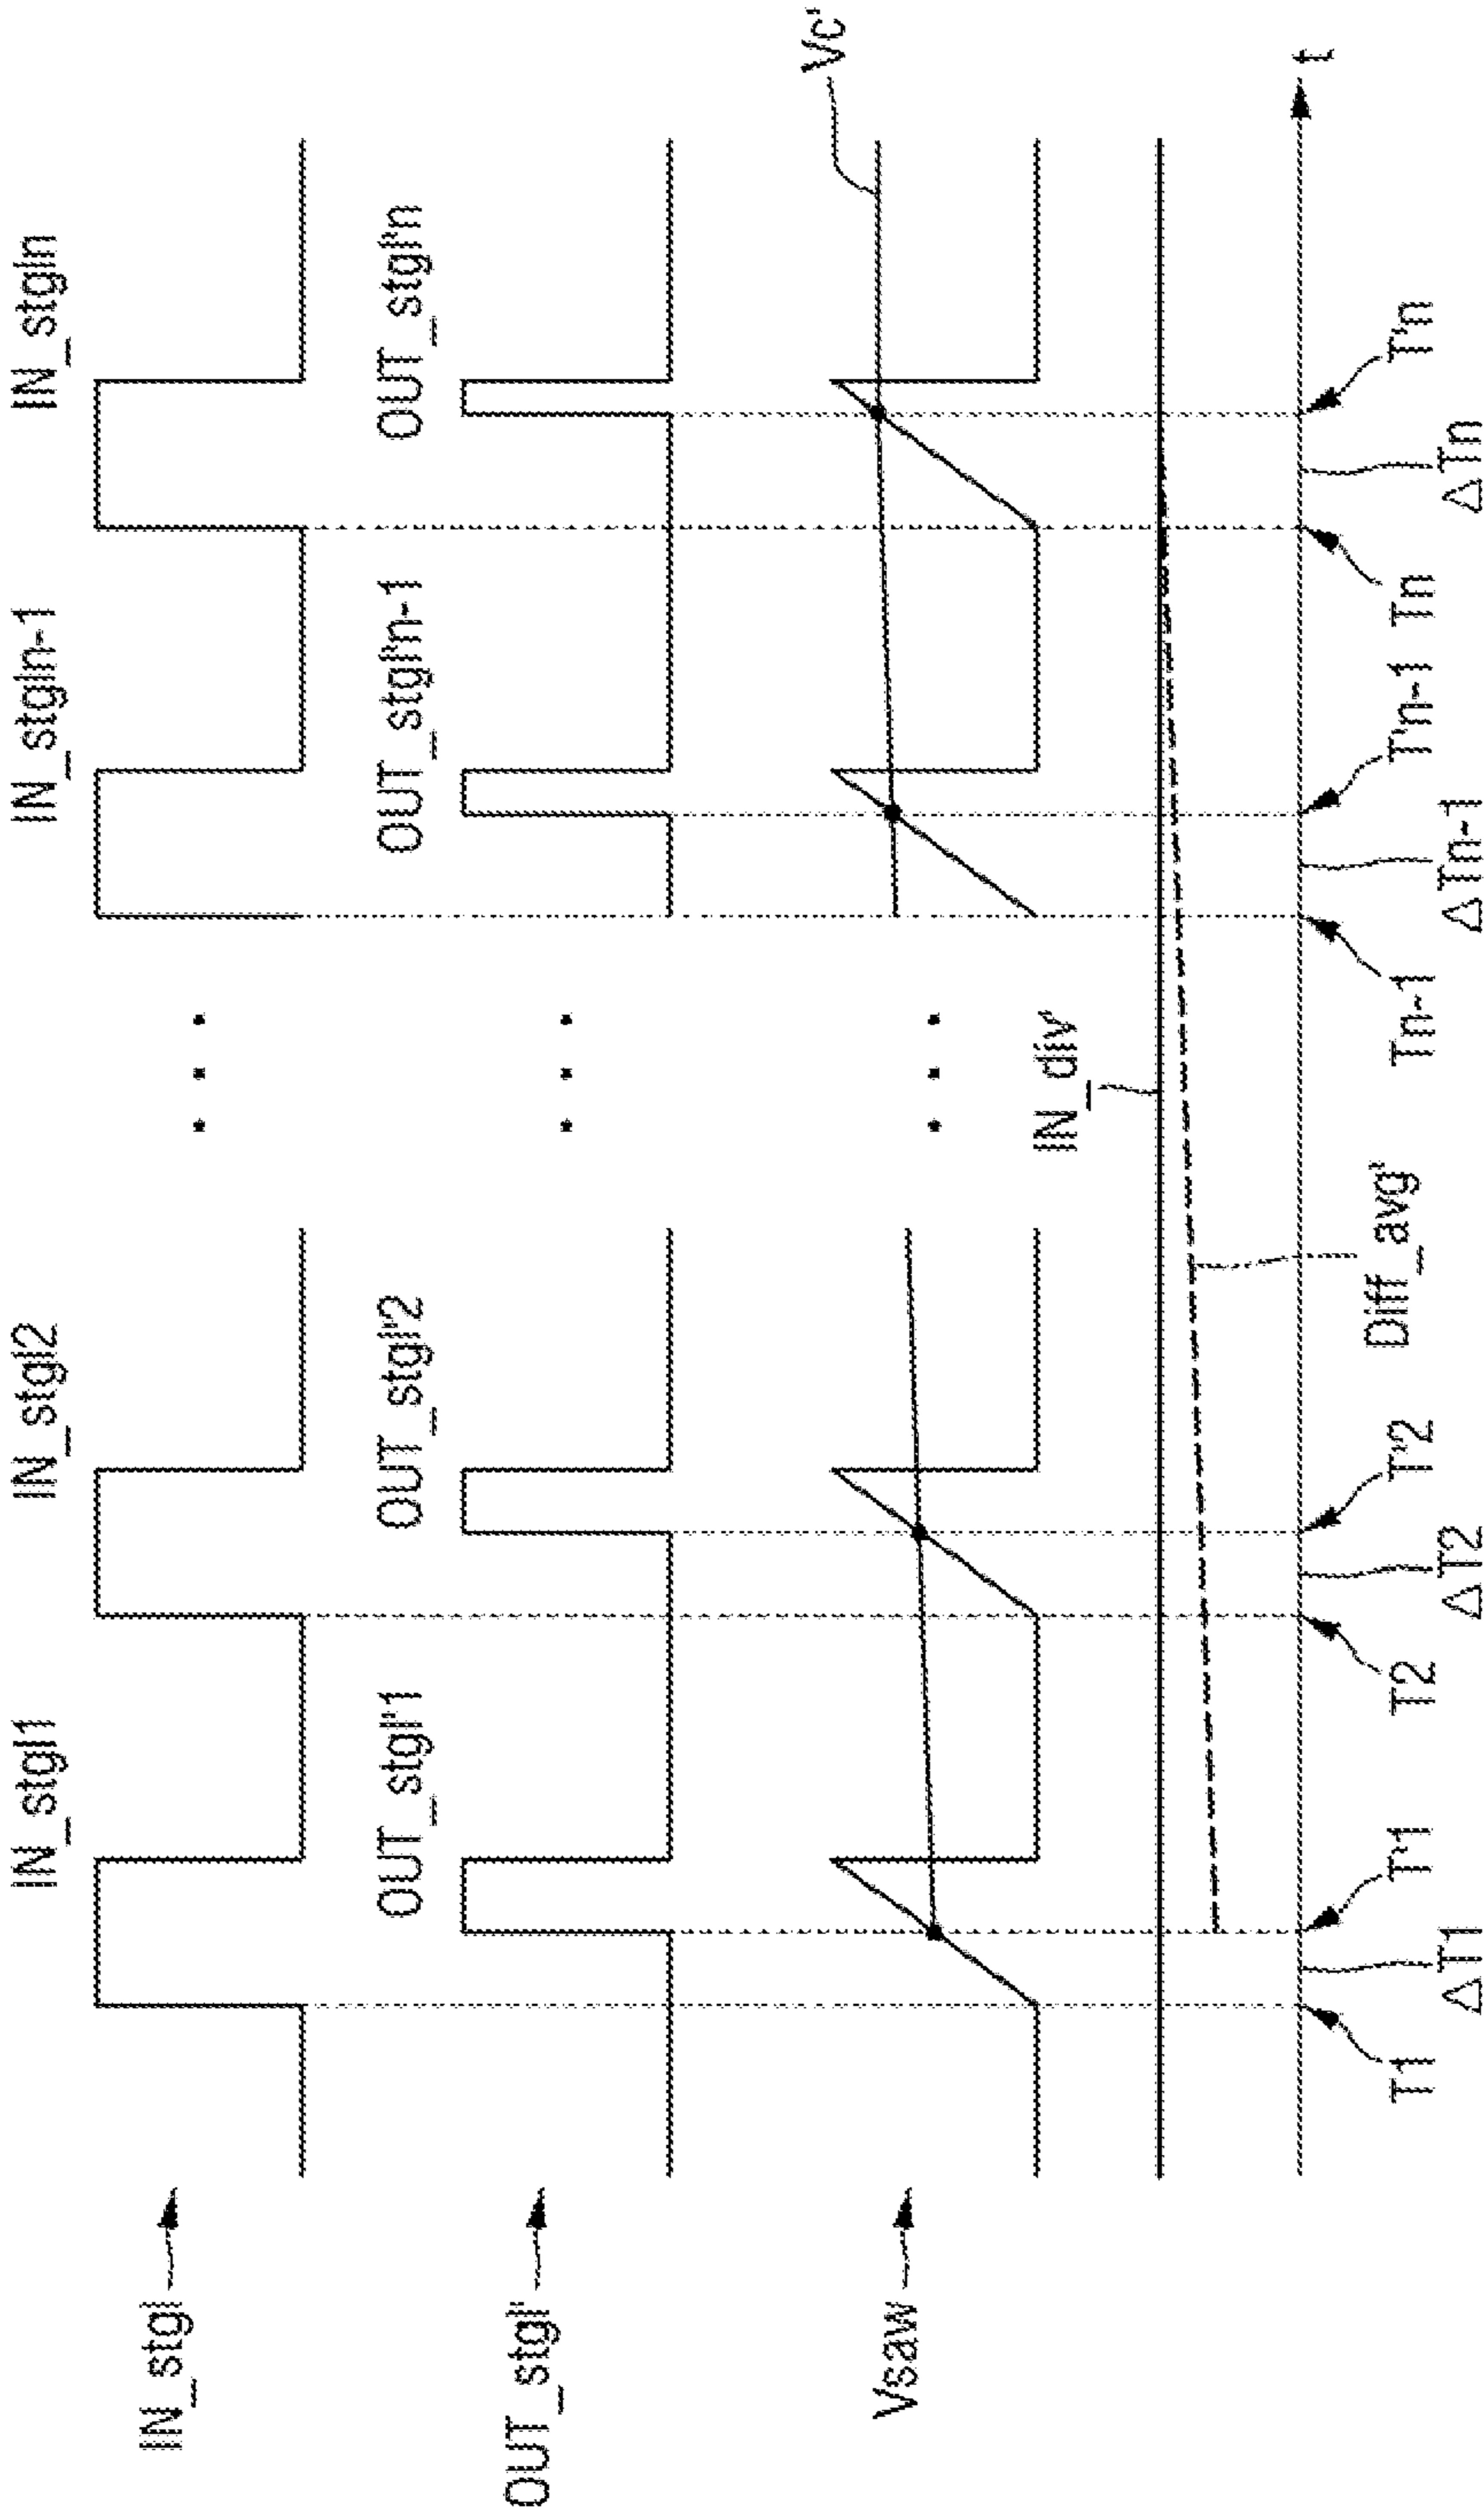 IN_stgl1 IN_stgl2 IN_stgln-1 IN_stgln
IN_stgl
OUT_stgl'1 OUT_stgl'2 OUT_stgl'n-1 OUT_stgl'n
OUT_stgl'
Vc'
Vsaw
IN_div'
t
Diff_avg'
T1 T'1 T2 T'2 Tn-1 T'n-1 Tn T'n
ΔT1 ΔT2 ΔTn-1 ΔTn